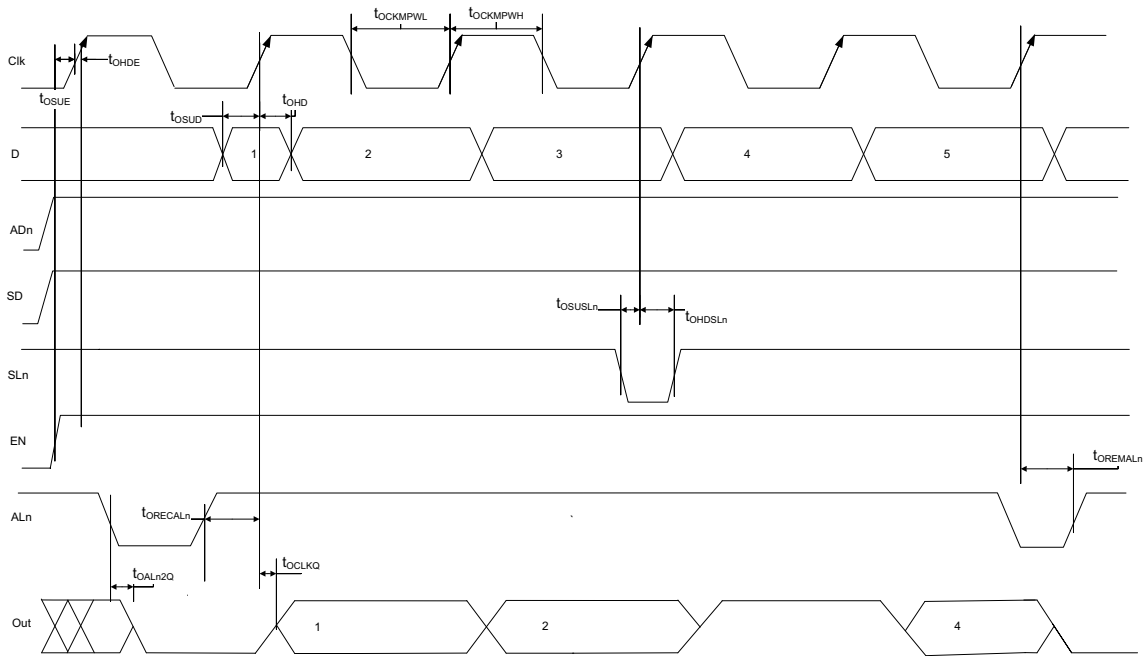 tOCKMPWL tOCKMPWH
Clk
tOHDE
tOSUE
tOSUD
tOHD
D 1 2 3 4 5
ADn
SD
tOSUSLn
tOHDSLn
SLn
EN
tOREMALn
ALn
tORECALn
tOALn2Q
tOCLKQ
Out 1 2 4